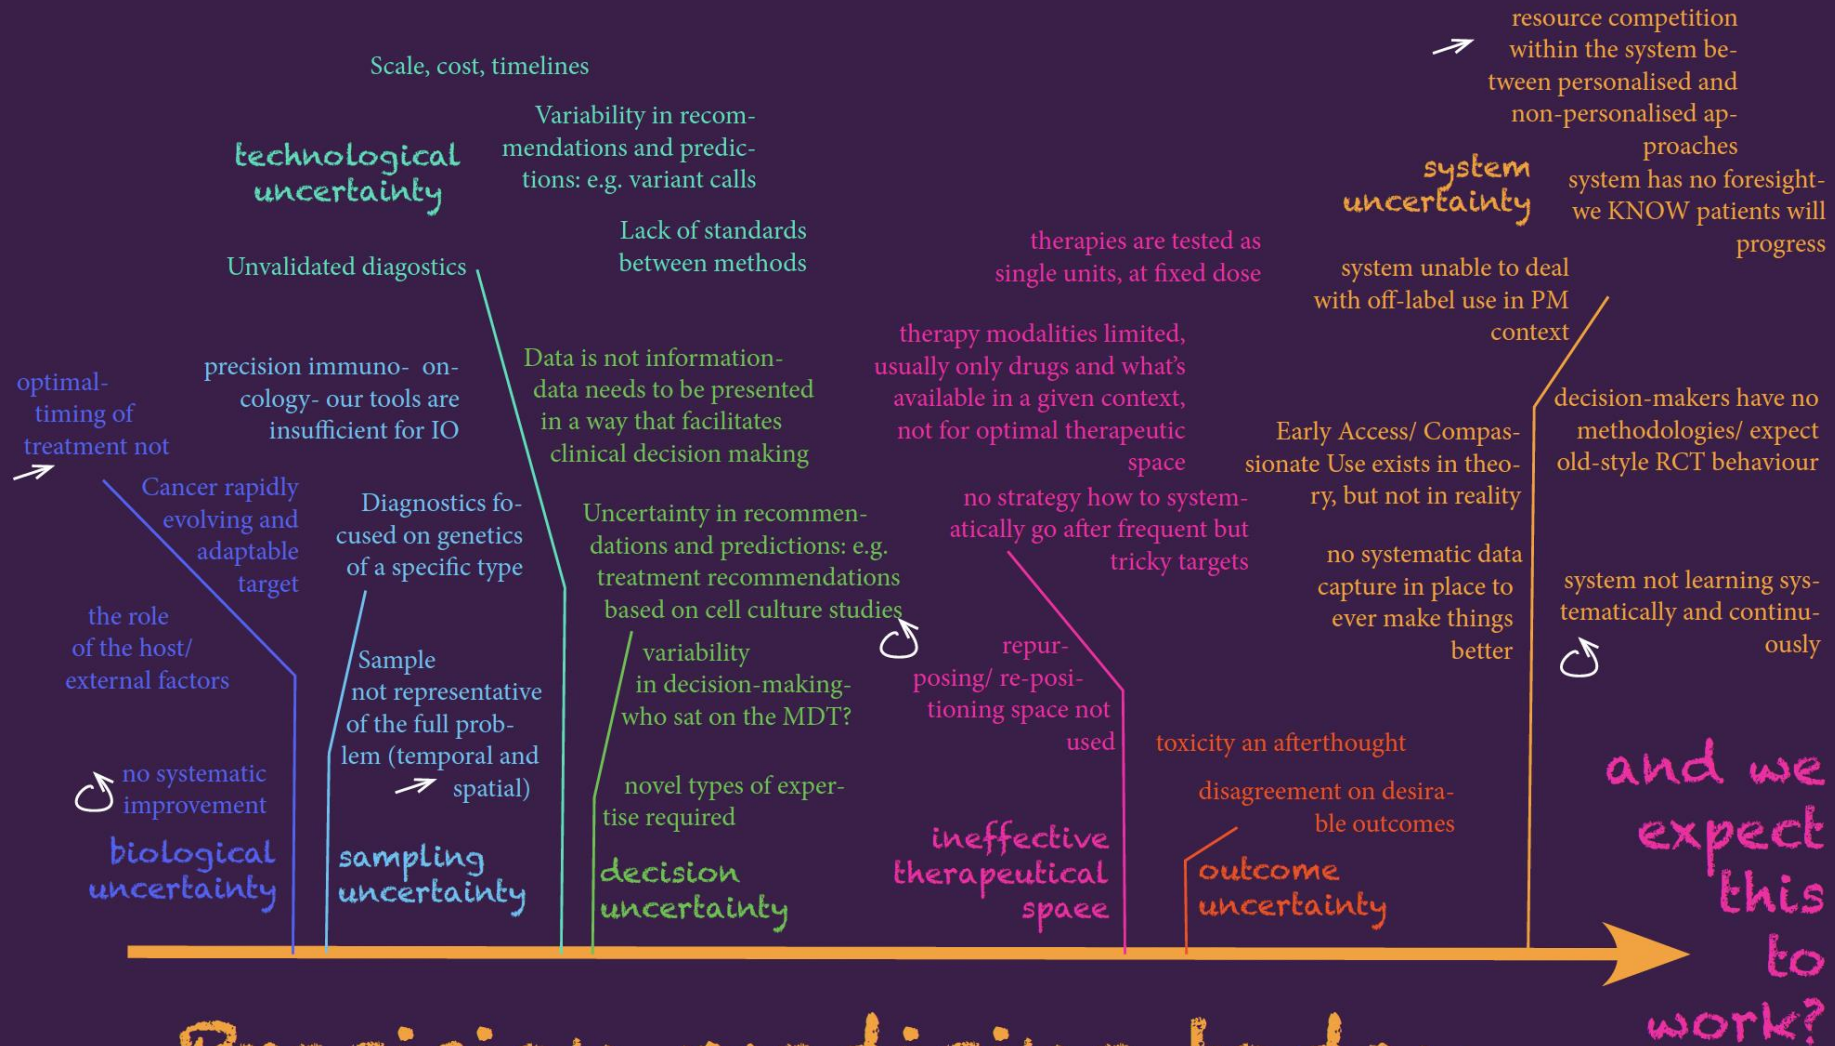 optimal-
timing of
treatment not
Cancer rapidly
evolving and
adaptable
target
the role
of the host/
external factors
no systematic
improvement
biological
uncertainty
precision immuno- on-
cology- our tools are
insufficient for IO
Diagnostics fo-
cused on genetics
of a specific type
Sample
not representative
of the full prob-
lem (temporal and
spatial)
sampling
uncertainty
Scale, cost, timelines
technological
uncertainty
Variability in recom-
mendations and predic-
tions: e.g. variant calls
Lack of standards
between methods
Unvalidated diagostics
Data is not information-
data needs to be presented
in a way that facilitates
clinical decision making
Uncertainty in recommen-
dations and predictions: e.g.
treatment recommendations
based on cell culture studies
variability
in decision-making-
who sat on the MDT?
novel types of exper-
tise required
decision
uncertainty
therapies are tested as
single units, at fixed dose
therapy modalities limited,
usually only drugs and what's
available in a given context,
not for optimal therapeutic
space
no strategy how to system-
atically go after frequent but
tricky targets
repur-
posing/ re-posi-
tioning space not
used
ineffective
therapeutical
space
toxicity an afterthought
disagreement on desira-
ble outcomes
outcome
uncertainty
resource competition
within the system be-
tween personalised and
non-personalised ap-
proaches
system
uncertainty
system has no foresight-
we KNOW patients will
progress
system unable to deal
with off-label use in PM
context
decision-makers have no
methodologies/ expect
old-style RCT behaviour
Early Access/ Compas-
sionate Use exists in theo-
ry, but not in reality
no systematic data
capture in place to
ever make things
better
system not learning sys-
tematically and continu-
ously
and we
expect
this
to
work?